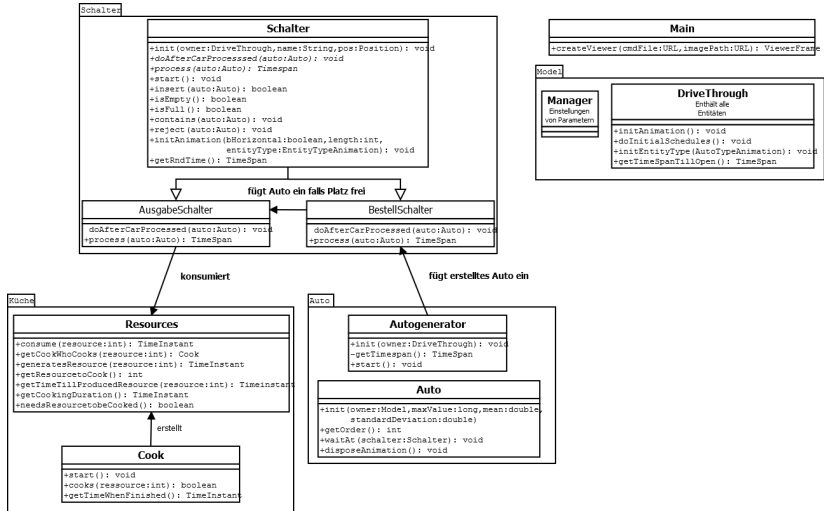 Schalter
Schalter
+init(owner:DriveThrough,name:String,pos:Position): void
+doAfterCarProcesssed(auto:Auto): void
+process(auto:Auto): Timespan
+start(): void
+insert(auto:Auto): boolean
+isEmpty(): boolean
+isFull(): boolean
+contains(auto:Auto): void
+reject(auto:Auto): void
+initAnimation(bHorizontal:boolean,length:int,
entityType:EntityTypeAnimation): void
+getRndTime(): TimeSpan
fügt Auto ein falls Platz frei
AusgabeSchalter
doAfterCarProcessed(auto:Auto): void
+process(auto:Auto): TimeSpan
BestellSchalter
doAfterCarProcessed(auto:Auto): void
+process(auto:Auto): TimeSpan
Main
+createViewer(cmdFile:URL,imagePath:URL): ViewerFrame
Model
Manager
Einstellungen
von Parametern
DriveThrough
Enthält alle
Entitäten
+initAnimation(): void
+doInitialSchedules(): void
+initEntityType(AutoTypeAnimation): void
+getTimeSpanTillOpen(): TimeSpan
konsumiert
fügt erstelltes Auto ein
Küche
Resources
+consume(resource:int): TimeInstant
+getCookWhoCooks(resource:int): Cook
+generatesResource(resource:int): TimeInstant
+getResourcetoCook(): int
+getTimeTillProducedResource(resource:int): Timeinstant
+getCookingDuration(): TimeInstant
+needsResourcetobeCooked(): boolean
erstellt
Cook
+start(): void
+cooks(ressource:int): boolean
+getTimeWhenFinished(): TimeInstant
Auto
Autogenerator
+init(owner:DriveThrough): void
-getTimespan(): TimeSpan
+start(): void
Auto
+init(owner:Model,maxValue:long,mean:double,
standardDeviation:double)
+getOrder(): int
+waitAt(schalter:Schalter): void
+disposeAnimation(): void